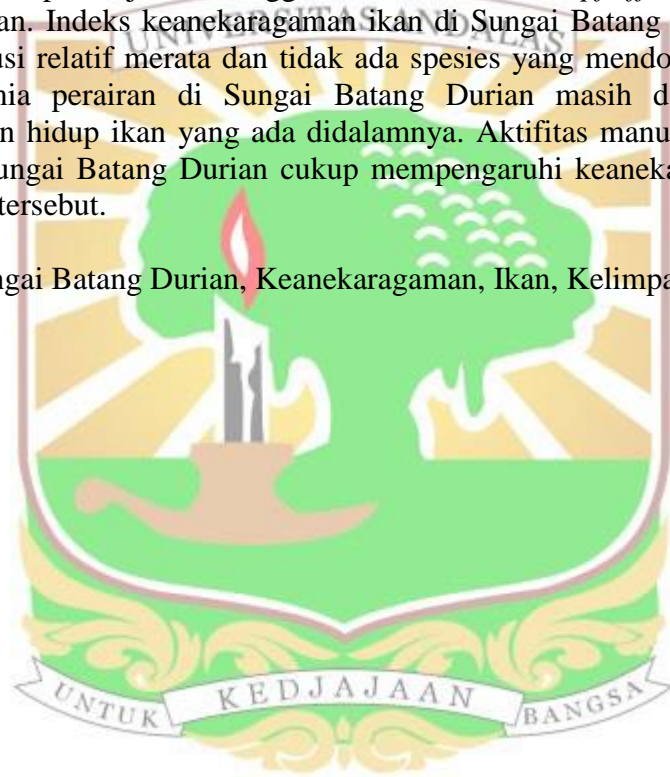 an. Indeks keanekaragaman ikan di Sungai Batang
UNIVERSITAS ANDALAS
usi relatif merata dan tidak ada spesies yang mendo
nia perairan di Sungai Batang Durian masih d
n hidup ikan yang ada didalamnya. Aktifitas manu
ungai Batang Durian cukup mempengaruhi keaneka
tersebut.
ngai Batang Durian, Keanekaragaman, Ikan, Kelimpa
UNTUK KEDJAJAAN BANGSA